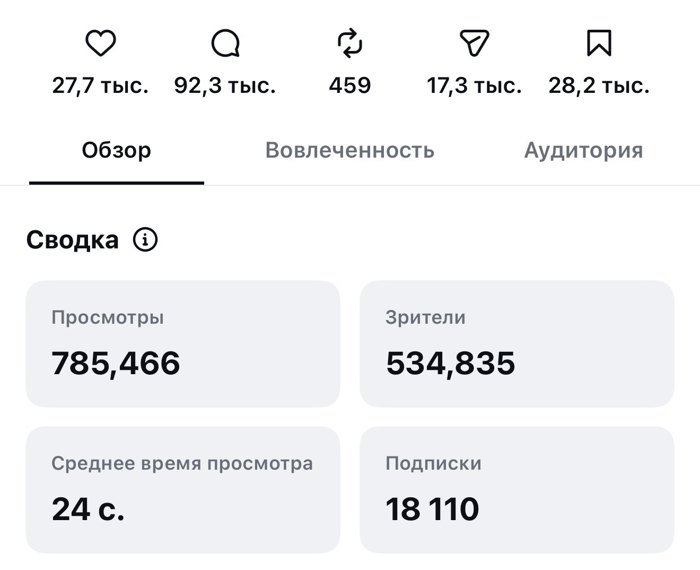 27,7 тыс. 92,3 тыс. 459 17,3 тыс. 28,2 тыс.
Обзор Вовлеченность Аудитория
Сводка
Просмотры Зрители
785,466 534,835
Среднее время просмотра Подписки
24 с. 18 110